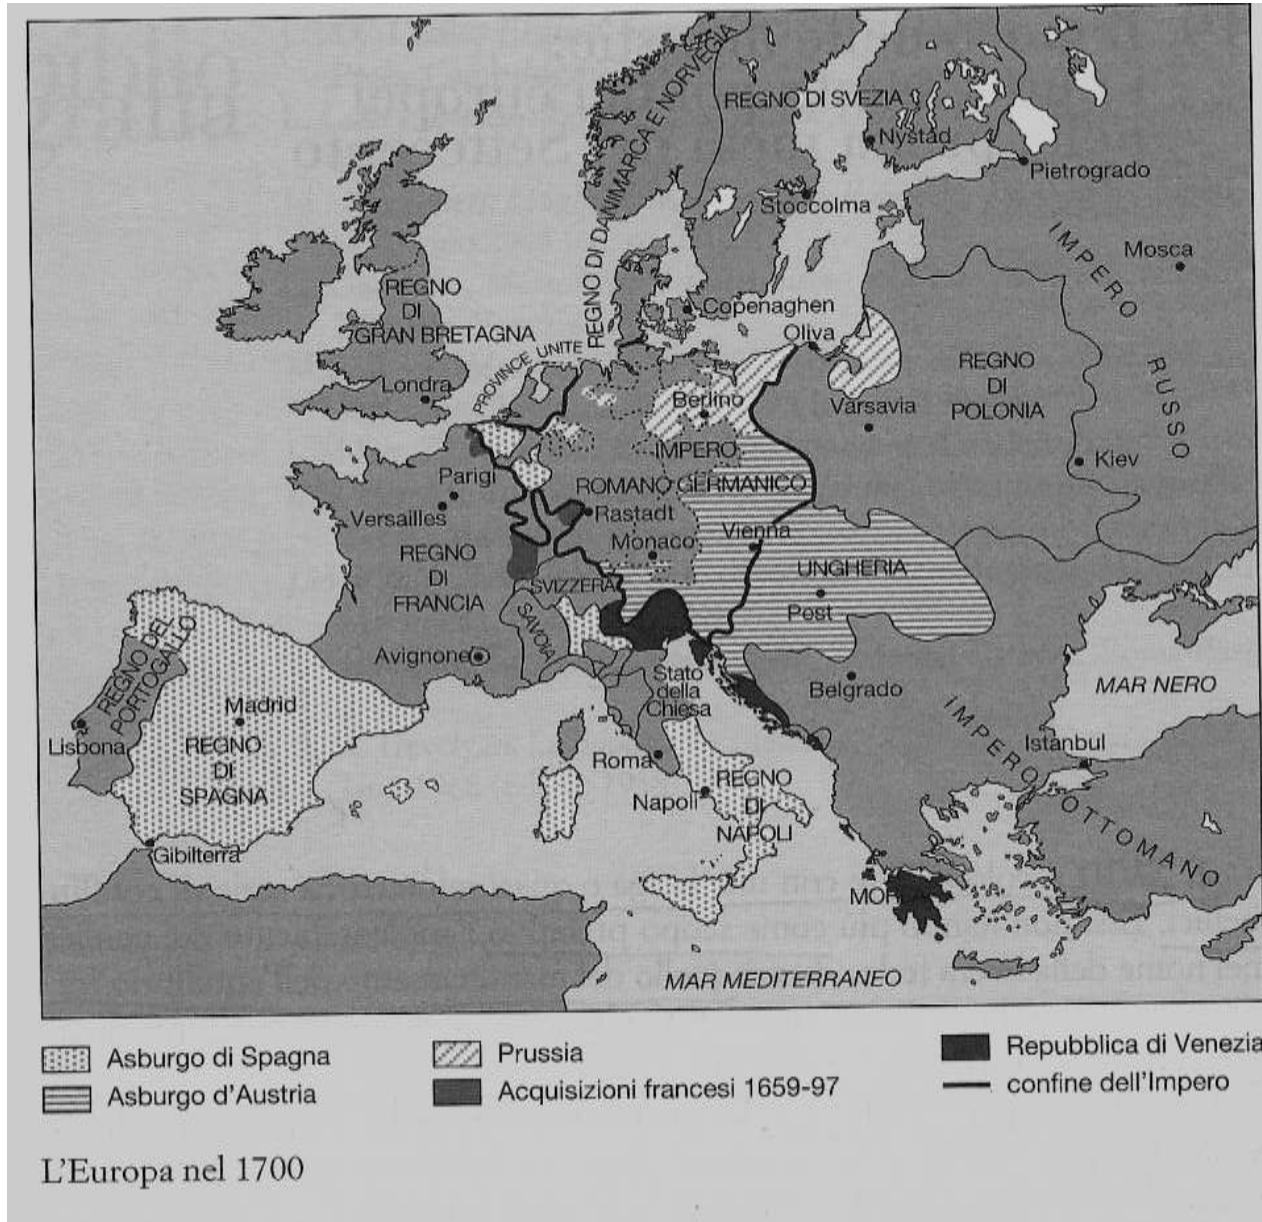 REGNO DI DANIMARCA E NORVEGIA
REGNO DI SVEZIA
Nystad
Pietrogrado
Stoccolma
IMPERO
RUSSO
Mosca
REGNO
DI
GRAN BRETAGNA
Londra
PROVINCE UNITE
Copenaghen
Oliva
Berlino
REGNO
DI
POLONIA
Varsavia
Kiev
IMPERO
ROMANO GERMANICO
Parigi
Versailles
Rastadt
Monaco
Vienna
UNGHERIA
Pest
REGNO
DI
FRANCIA
SVIZZERA
SAVOIA
Avignone
REGNO DEL
PORTOGALLO
Lisbona
Madrid
REGNO
DI
SPAGNA
Gibilterra
Stato
della
Chiesa
Roma
Napoli
REGNO
DI
NAPOLI
Belgrado
MAR NERO
Istanbul
IMPERO OTTOMANO
MAR MEDITERRANEO
Asburgo di Spagna
Asburgo d'Austria
Prussia
Acquisizioni francesi 1659-97
Repubblica di Venezia
confine dell'Impero
L'Europa nel 1700